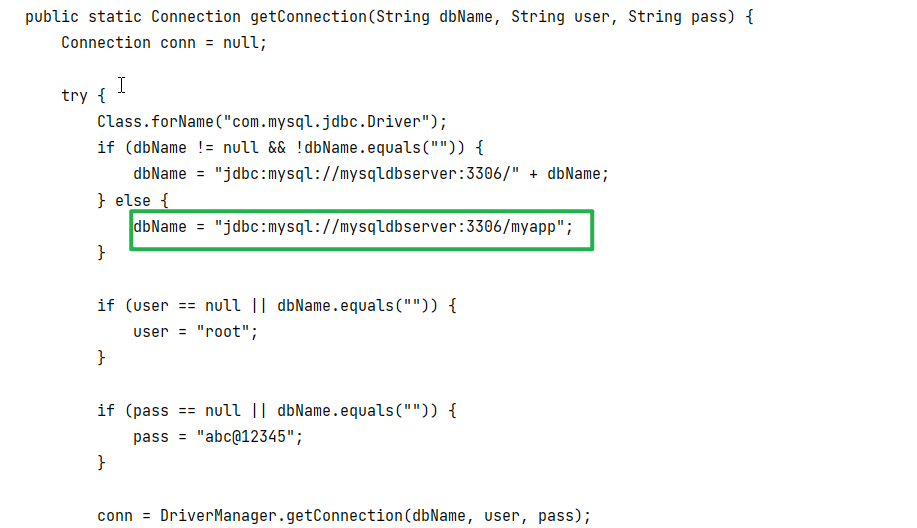 public static Connection getConnection(String dbName, String user, String pass) {
Connection conn = null;
try {
Class.forName("com.mysql.jdbc.Driver");
if (dbName != null && !dbName.equals("")) {
dbName = "jdbc:mysql://mysqldbserver:3306/" + dbName;
} else {
dbName = "jdbc:mysql://mysqldbserver:3306/myapp";
}
if (user == null || dbName.equals("")) {
user = "root";
}
if (pass == null || dbName.equals("")) {
pass = "abc@12345";
}
conn = DriverManager.getConnection(dbName, user, pass);